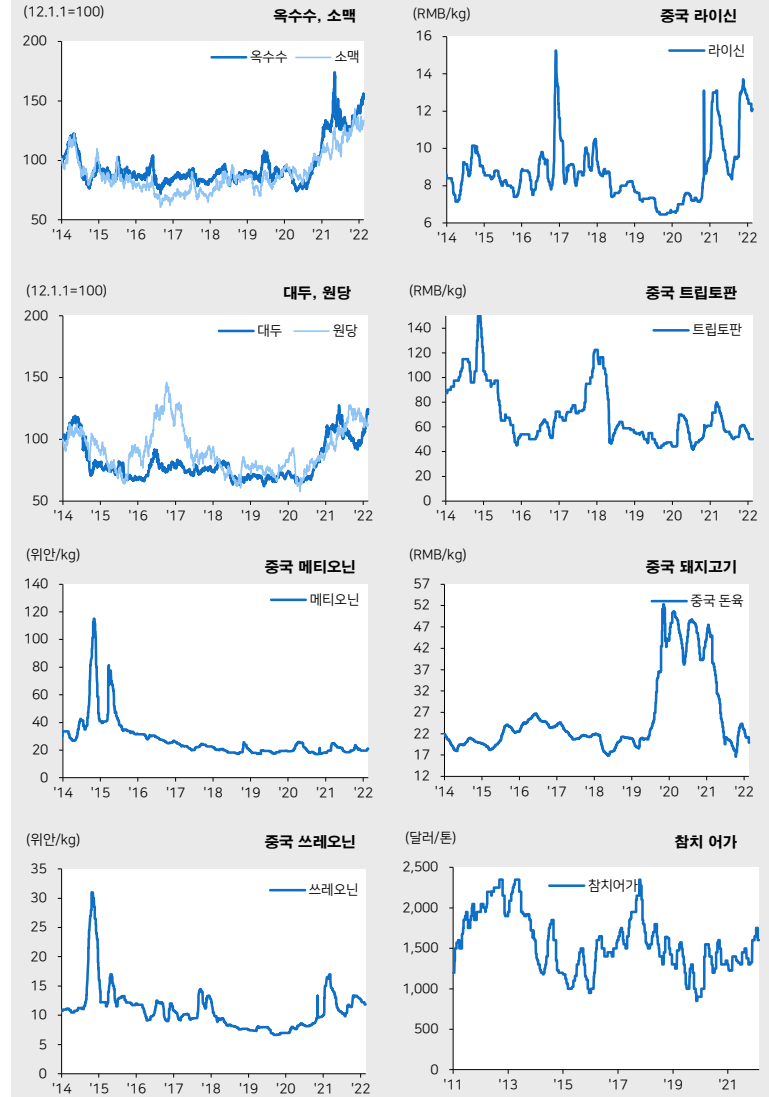 (12.1.1=100) 옥수수, 소맥
옥수수 소맥
200
150
100
50
'14 '15 '16 '17 '18 '19 '20 '21 '22
(RMB/kg) 중국 라이신
라이신
16
14
12
10
8
6
'14 '15 '16 '17 '18 '19 '20 '21 '22
(12.1.1=100) 대두, 원당
대두 원당
200
150
100
50
'14 '15 '16 '17 '18 '19 '20 '21 '22
(RMB/kg) 중국 트립토판
트립토판
140
120
100
80
60
40
20
0
'14 '15 '16 '17 '18 '19 '20 '21 '22
(위안/kg) 중국 메티오닌
메티오닌
140
120
100
80
60
40
20
0
'14 '15 '16 '17 '18 '19 '20 '21 '22
(RMB/kg) 중국 돼지고기
중국 돈육
57
52
47
42
37
32
27
22
17
12
'14 '15 '16 '17 '18 '19 '20 '21 '22
(위안/kg) 중국 쓰레오닌
쓰레오닌
35
30
25
20
15
10
5
0
'14 '15 '16 '17 '18 '19 '20 '21 '22
(달러/톤) 참치 어가
참치어가
2,500
2,000
1,500
1,000
500
0
'11 '13 '15 '17 '19 '21